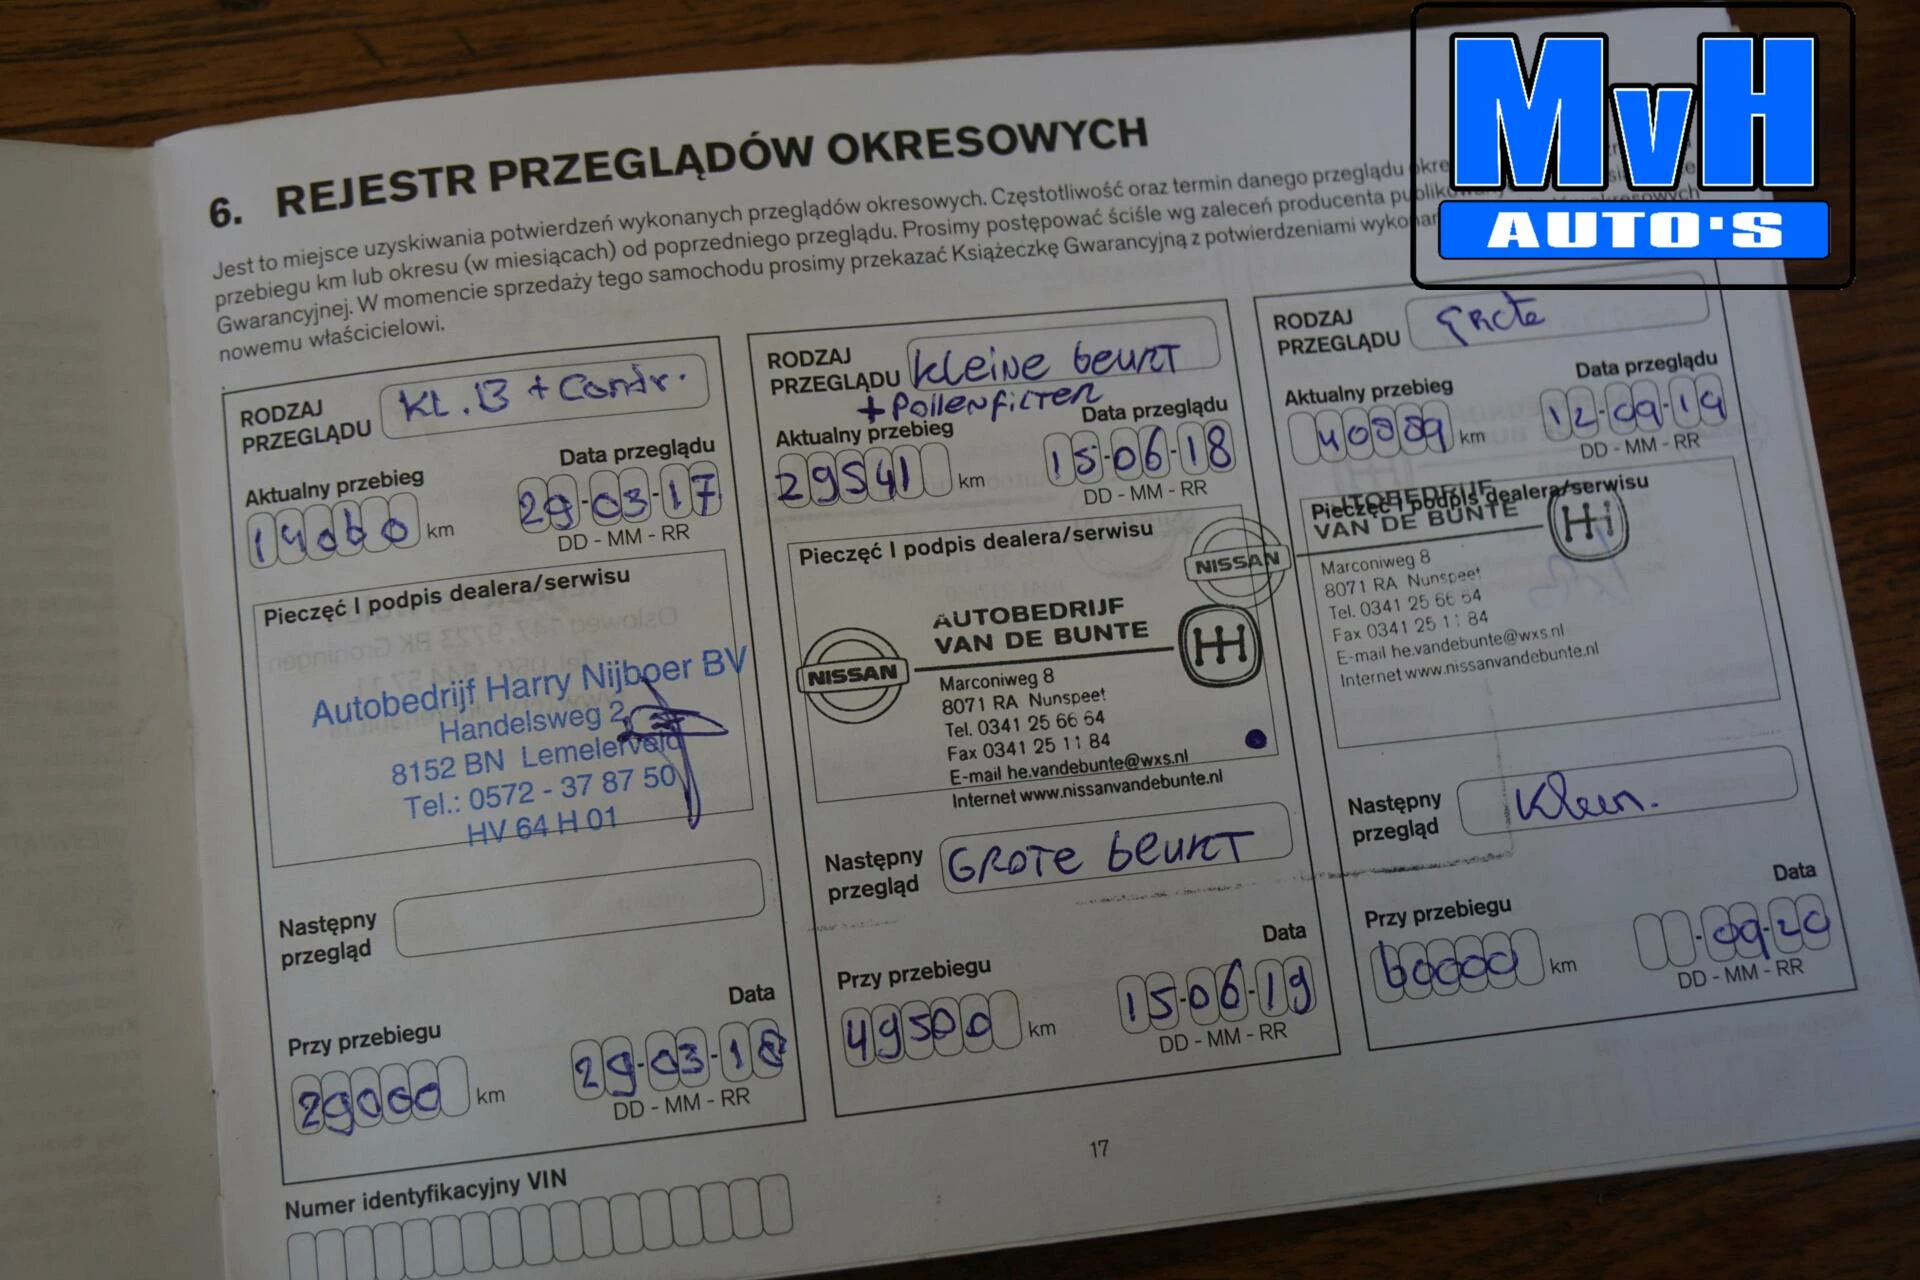 MvH
AUTO'S
6. REJESTR PRZEGLĄDÓW OKRESOWYCH
Jest to miejsce uzyskiwania potwierdzeń wykonanych przeglądów okresowych. Częstotliwość oraz termin danego przeglądu
przebiegu km lub okresu (w miesiącach) od poprzedniego przeglądu. Prosimy postępować ściśle wg zaleceń producenta
Gwarancyjnej. W momencie sprzedaży tego samochodu prosimy przekazać Książeczkę Gwarancyjną z potwierdzeniami
nowemu właścicielowi.
RODZAJ
PRZEGLĄDU KL. B + Contr.
Aktualny przebieg
Data przeglądu
km
29-03-17
DD - MM - RR
Pieczęć I podpis dealera/serwisu
Autobedrijf Harry Nijboer BV
Handelsweg 2
8152 BN Lemelerveld
Tel.: 0572 - 37 87 50
HV 64 H 01
Następny
przegląd
Przy przebiegu
Data
29000 km
29-03-18
DD - MM - RR
Numer identyfikacyjny VIN
RODZAJ
PRZEGLĄDU kleine beurt
+ Pollenfilter
Aktualny przebieg
Data przeglądu
29541 km
15-06-18
DD - MM - RR
Pieczęć I podpis dealera/serwisu
NISSAN
NISSAN
AUTOBEDRIJF
VAN DE BUNTE
Marconiweg 8
8071 RA Nunspeet
Tel. 0341 25 66 64
Fax 0341 25 11 84
E-mail he.vandebunte@wxs.nl
Internet www.nissanvandebunte.nl
Następny
przegląd GROTE beurt
Przy przebiegu
Data
49500 km
15-06-19
DD - MM - RR
17
RODZAJ
PRZEGLĄDU grote
Aktualny przebieg
Data przeglądu
km
12-09-19
DD - MM - RR
Pieczęć I podpis dealera/serwisu
VAN DE BUNTE
Marconiweg 8
8071 RA Nunspeet
Tel. 0341 25 66 64
Fax 0341 25 11 84
E-mail he.vandebunte@wxs.nl
Internet www.nissanvandebunte.nl
Następny
przegląd Klein.
Przy przebiegu
Data
60000 km
-09-20
DD - MM - RR